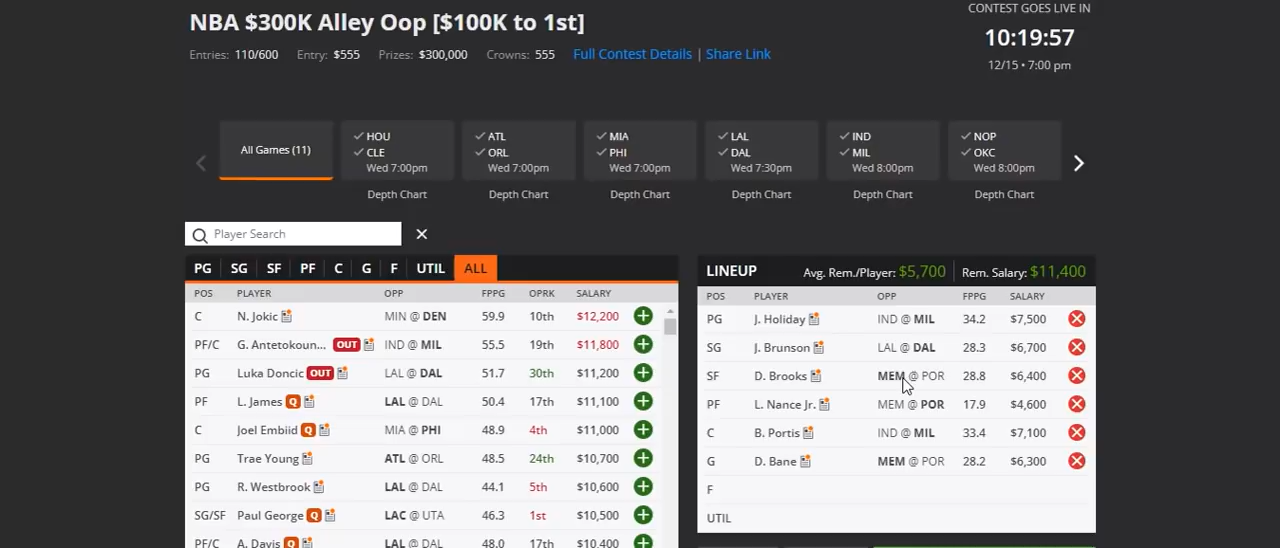 NBA $300K Alley Oop [$100K to 1st]
Entries: 110/600 Entry: $555 Prizes: $300,000 Crowns: 555 Full Contest Details | Share Link
CONTEST GOES LIVE IN
10:19:57
12/15 • 7:00 pm
All Games (11)
HOU
CLE
Wed 7:00pm
Depth Chart
ATL
ORL
Wed 7:00pm
Depth Chart
MIA
PHI
Wed 7:00pm
Depth Chart
LAL
DAL
Wed 7:30pm
Depth Chart
IND
MIL
Wed 8:00pm
Depth Chart
NOP
OKC
Wed 8:00pm
Depth Chart
Player Search
PG SG SF PF C G F UTIL ALL
POS PLAYER OPP FPPG OPRK SALARY
C N. Jokic MIN @ DEN 59.9 10th $12,200
PF/C G. Antetokoun... OUT IND @ MIL 55.5 19th $11,800
PG Luka Doncic OUT LAL @ DAL 51.7 30th $11,200
PF L. James Q LAL @ DAL 50.4 17th $11,100
C Joel Embiid Q MIA @ PHI 48.9 4th $11,000
PG Trae Young ATL @ ORL 48.5 24th $10,700
PG R. Westbrook LAL @ DAL 44.1 5th $10,600
SG/SF Paul George Q LAC @ UTA 46.3 1st $10,500
PF/C A. Davis Q LAL @ DAL 48.0 17th $10,400
LINEUP Avg. Rem./Player: $5,700 Rem. Salary: $11,400
POS PLAYER OPP FPPG SALARY
PG J. Holiday IND @ MIL 34.2 $7,500
SG J. Brunson LAL @ DAL 28.3 $6,700
SF D. Brooks MEM @ POR 28.8 $6,400
PF L. Nance Jr. MEM @ POR 17.9 $4,600
C B. Portis IND @ MIL 33.4 $7,100
G D. Bane MEM @ POR 28.2 $6,300
F
UTIL